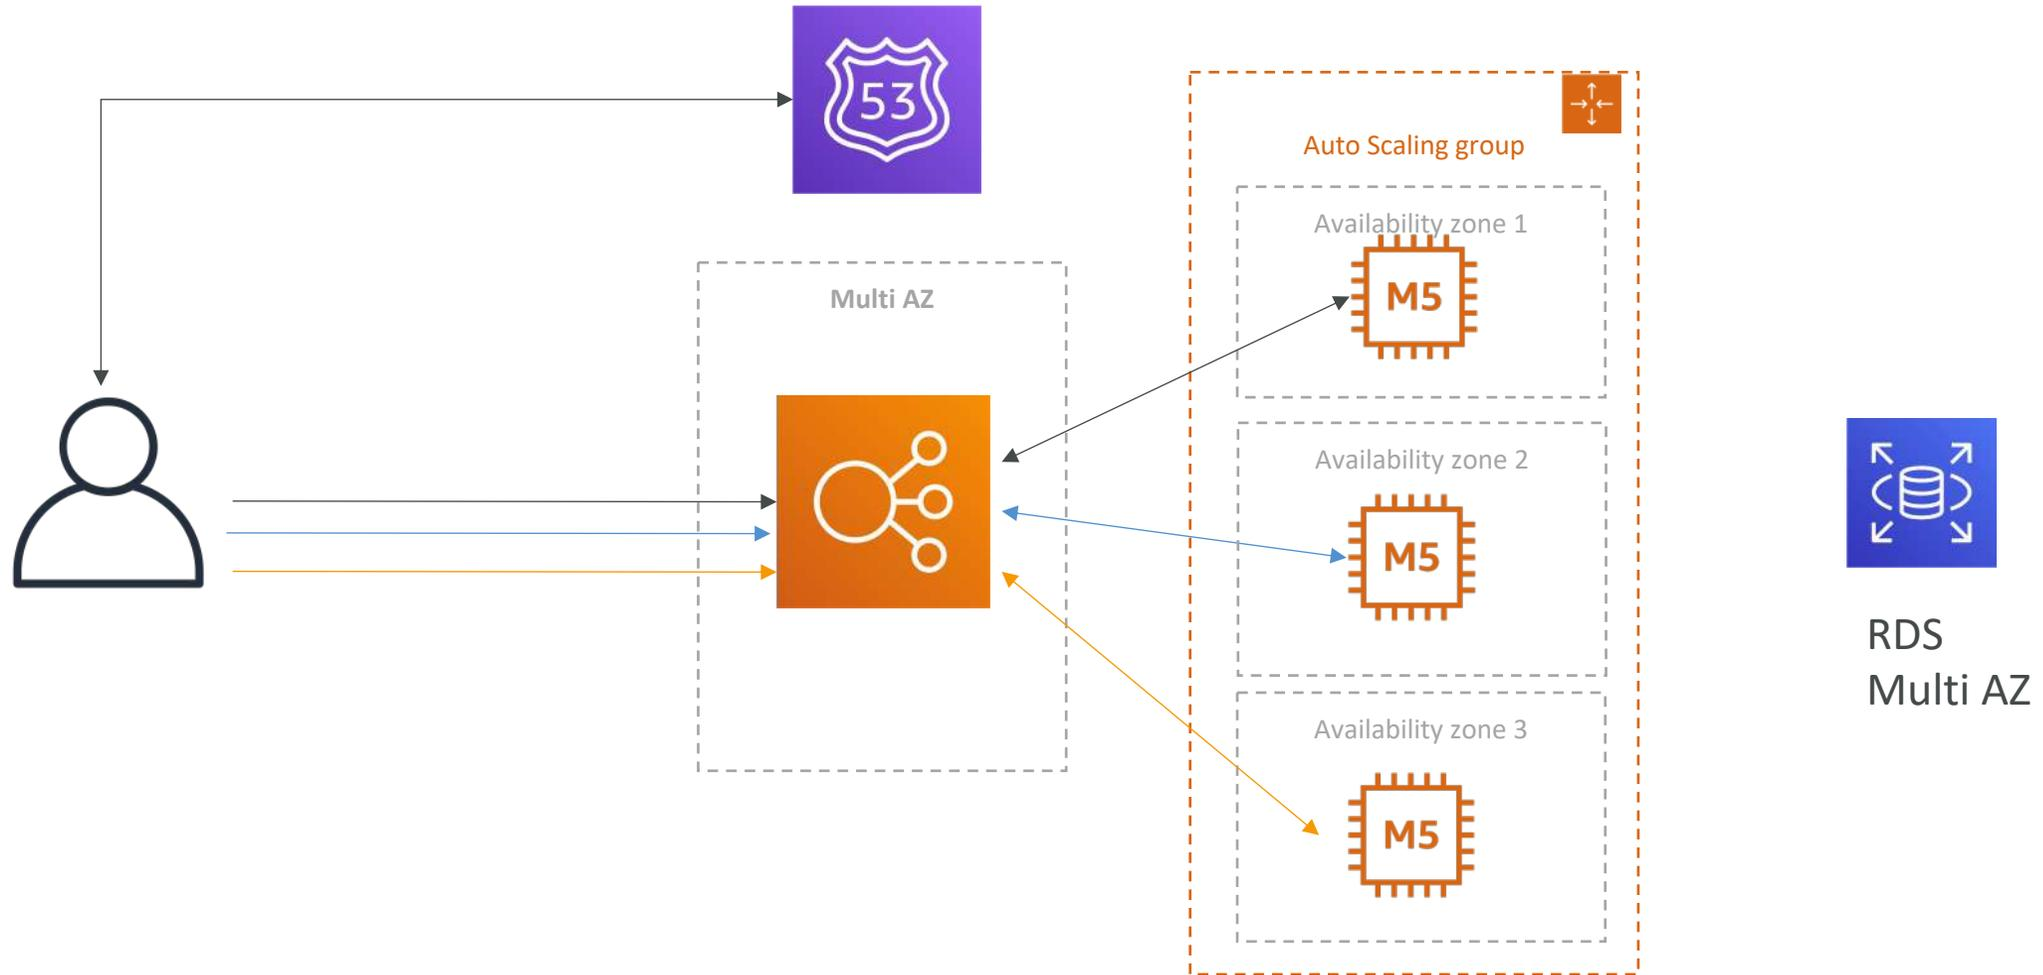 53
Auto Scaling group
Availability zone 1
M5
Multi AZ
Availability zone 2
M5
RDS
Multi AZ
Availability zone 3
M5